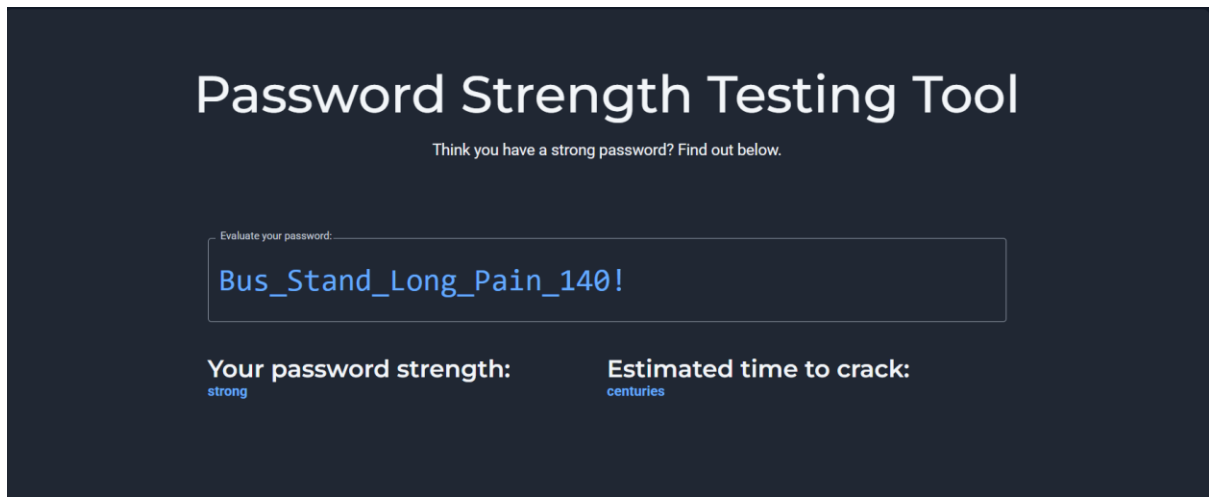 Password Strength Testing Tool
Think you have a strong password? Find out below.
Evaluate your password:
Bus_Stand_Long_Pain_140!
Your password strength:
strong
Estimated time to crack:
centuries